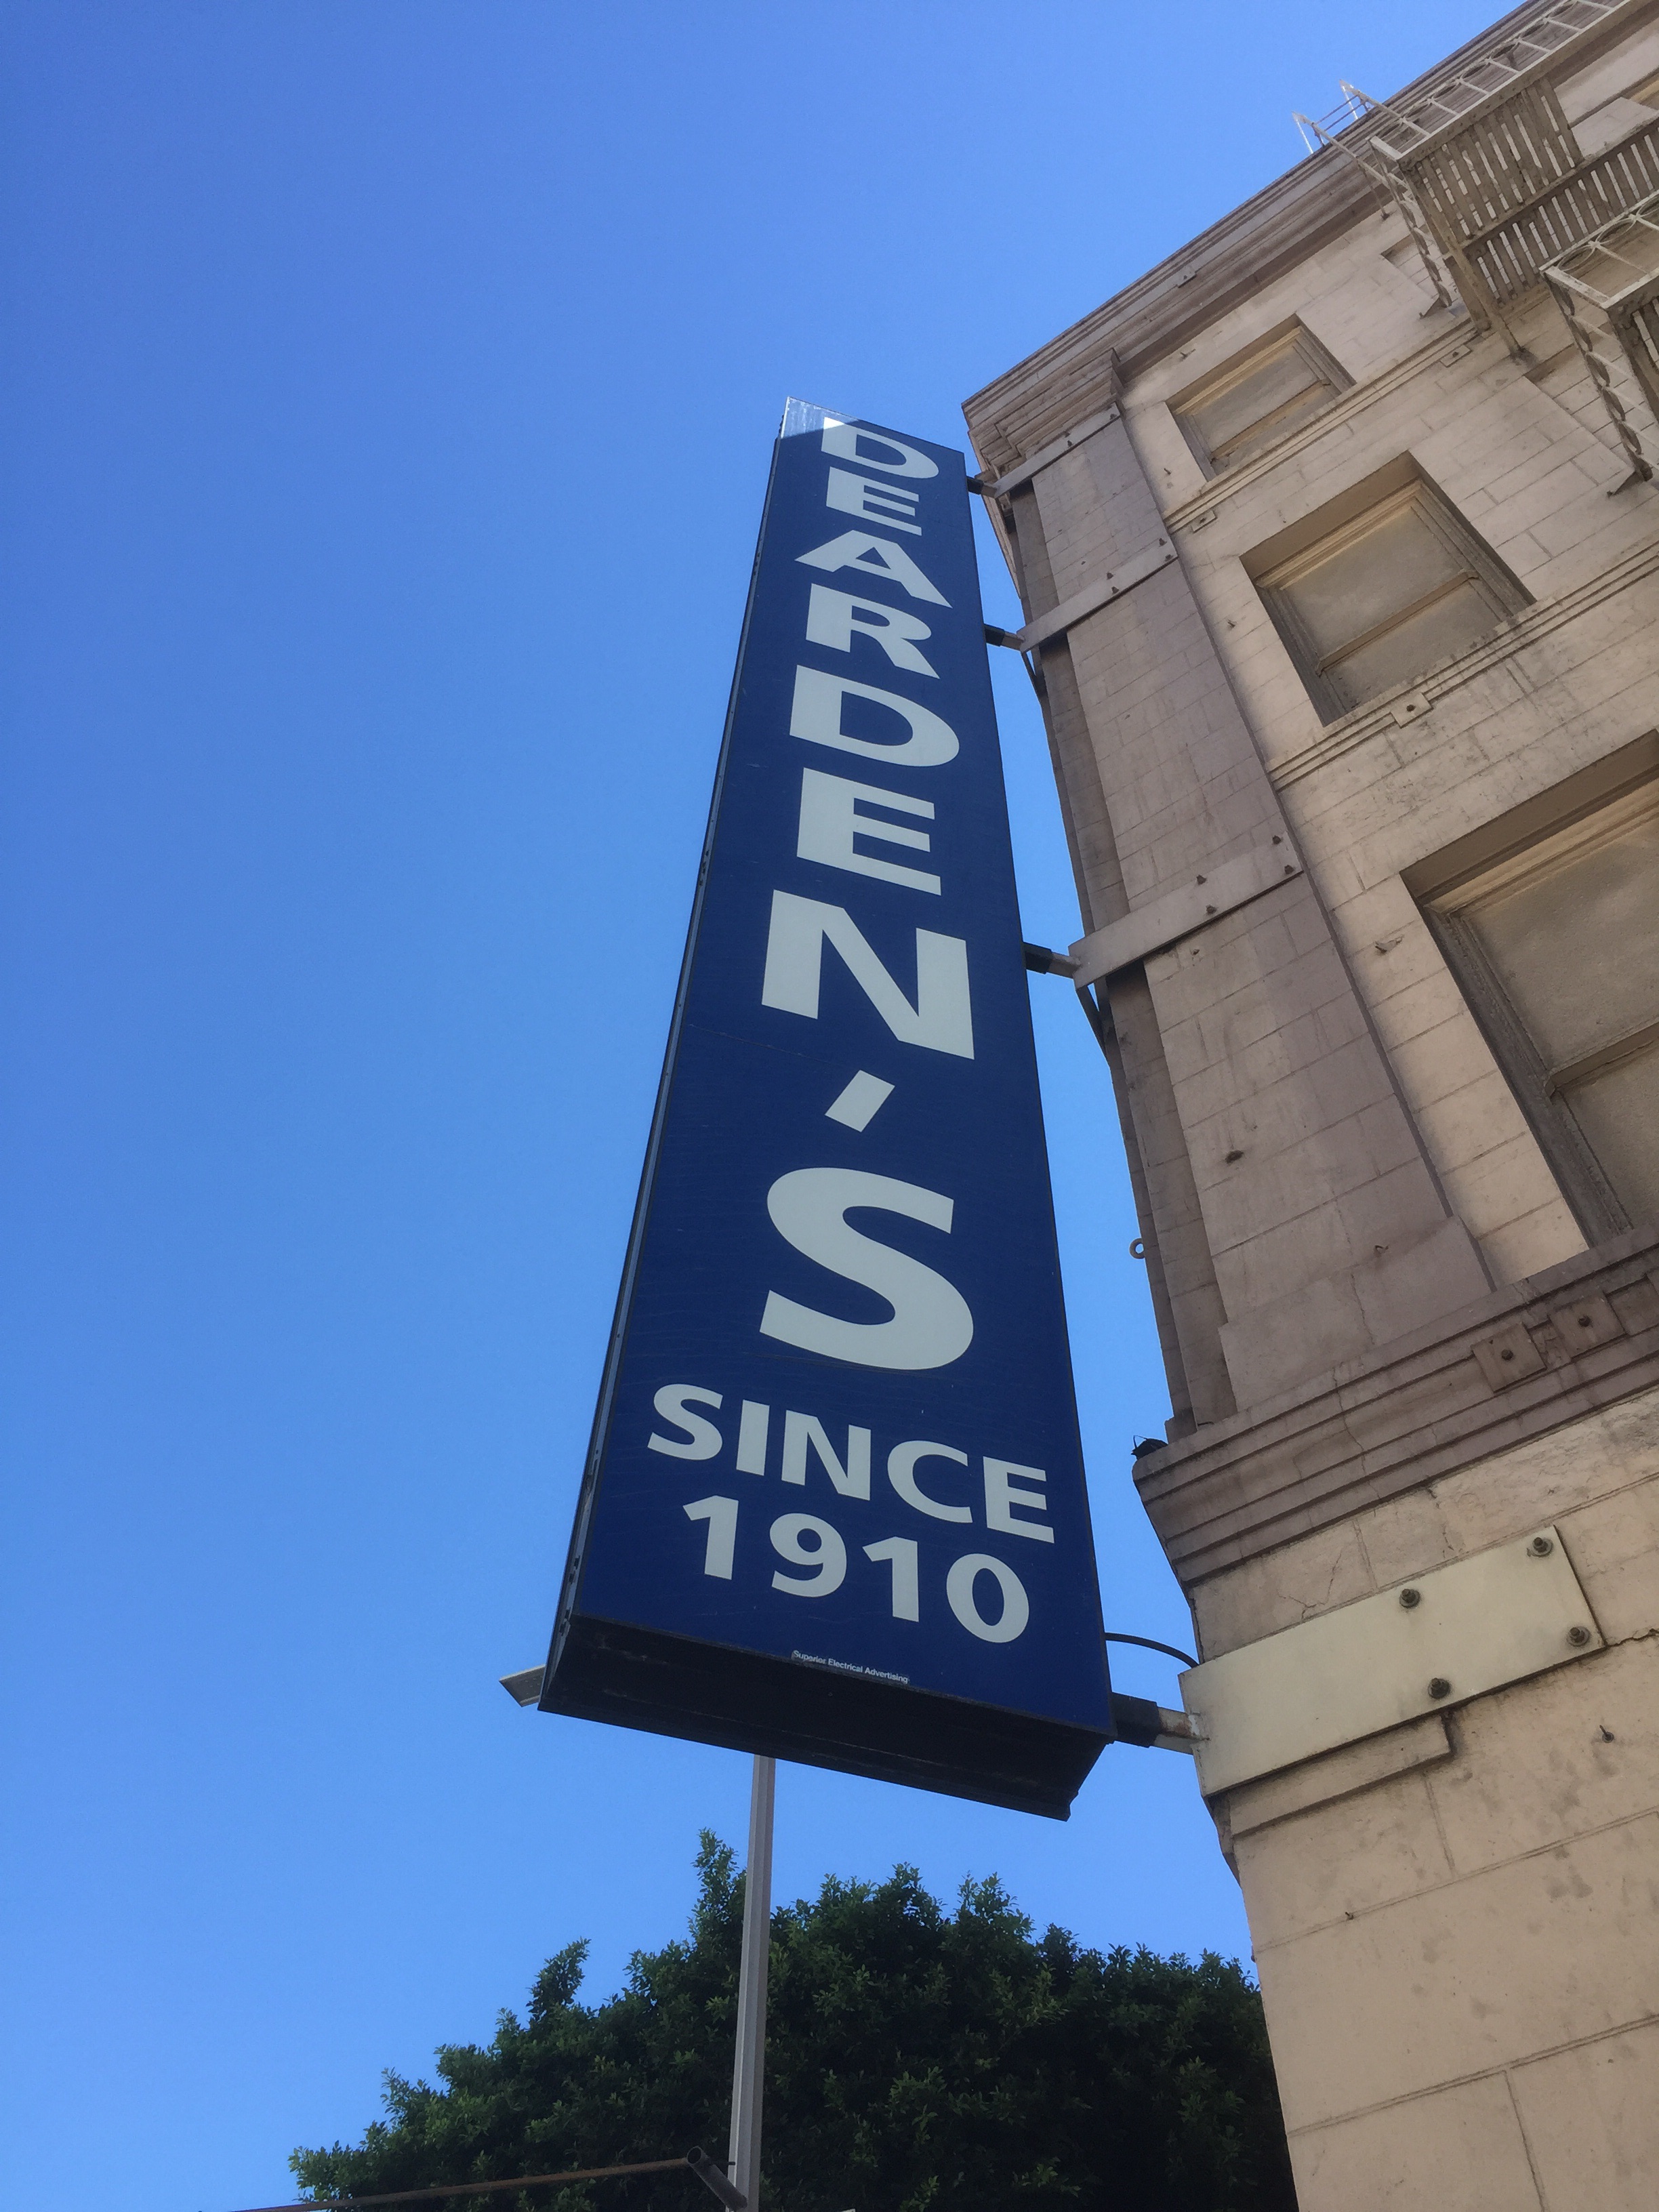 DEARDEN'S
SINCE
1910
Superior Electrical Advertising